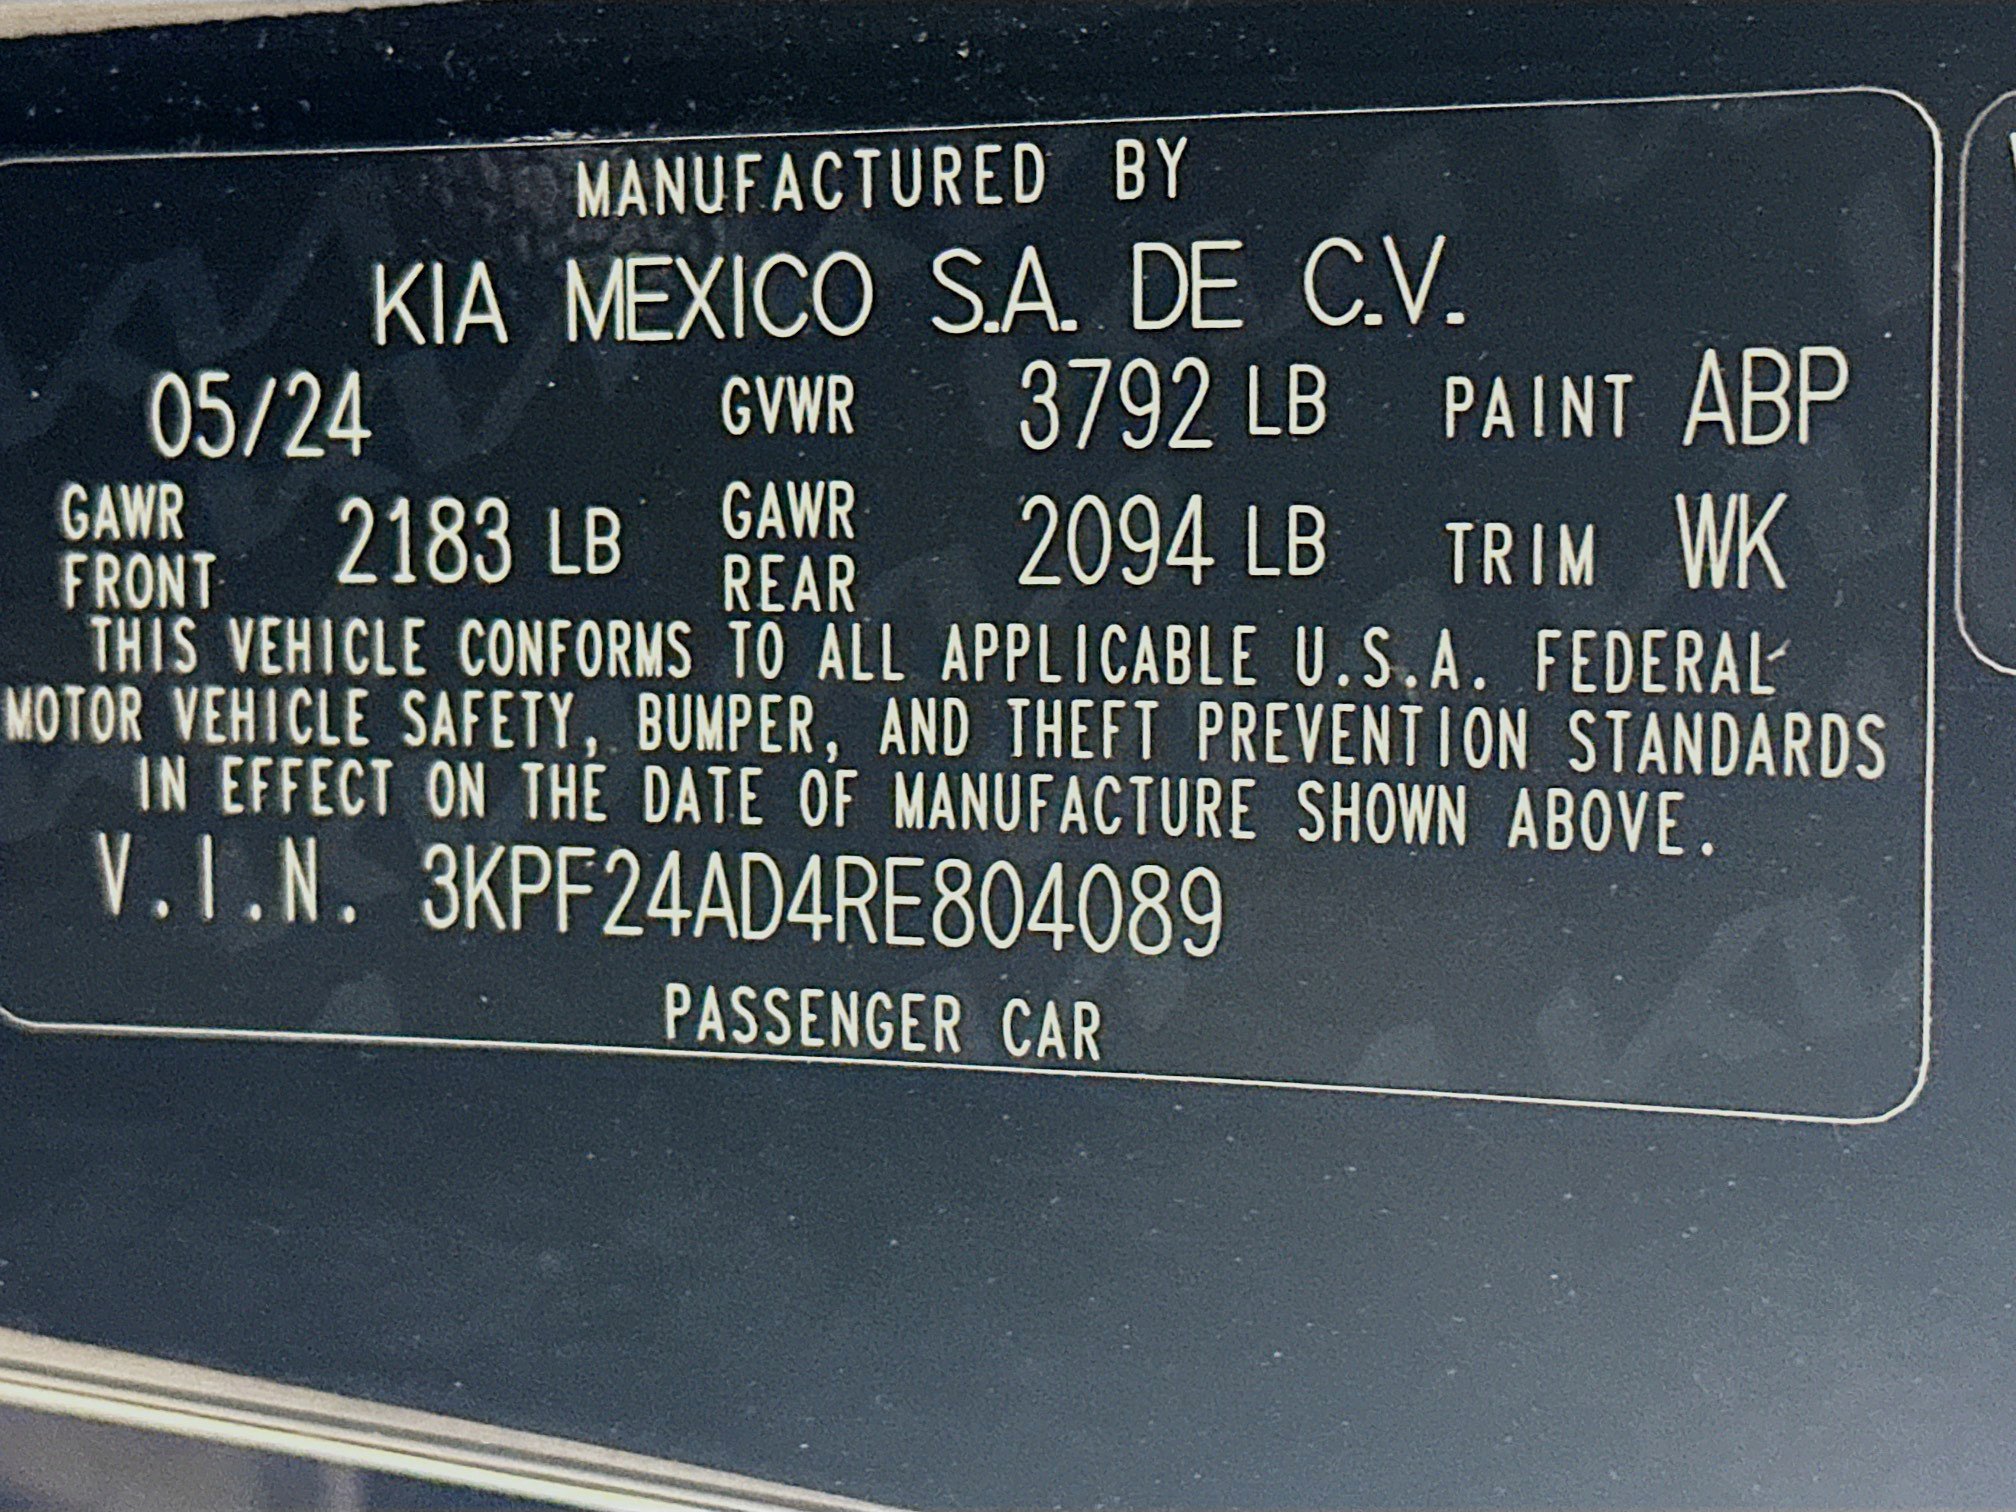 MANUFACTURED BY
KIA MEXICO S.A. DE C.V.
05/24 GVWR 3792 LB PAINT ABP
GAWR FRONT 2183 LB GAWR REAR 2094 LB TRIM WK
THIS VEHICLE CONFORMS TO ALL APPLICABLE U.S.A. FEDERAL
MOTOR VEHICLE SAFETY, BUMPER, AND THEFT PREVENTION STANDARDS
IN EFFECT ON THE DATE OF MANUFACTURE SHOWN ABOVE.
V.I.N. 3KPF24AD4RE804089
PASSENGER CAR